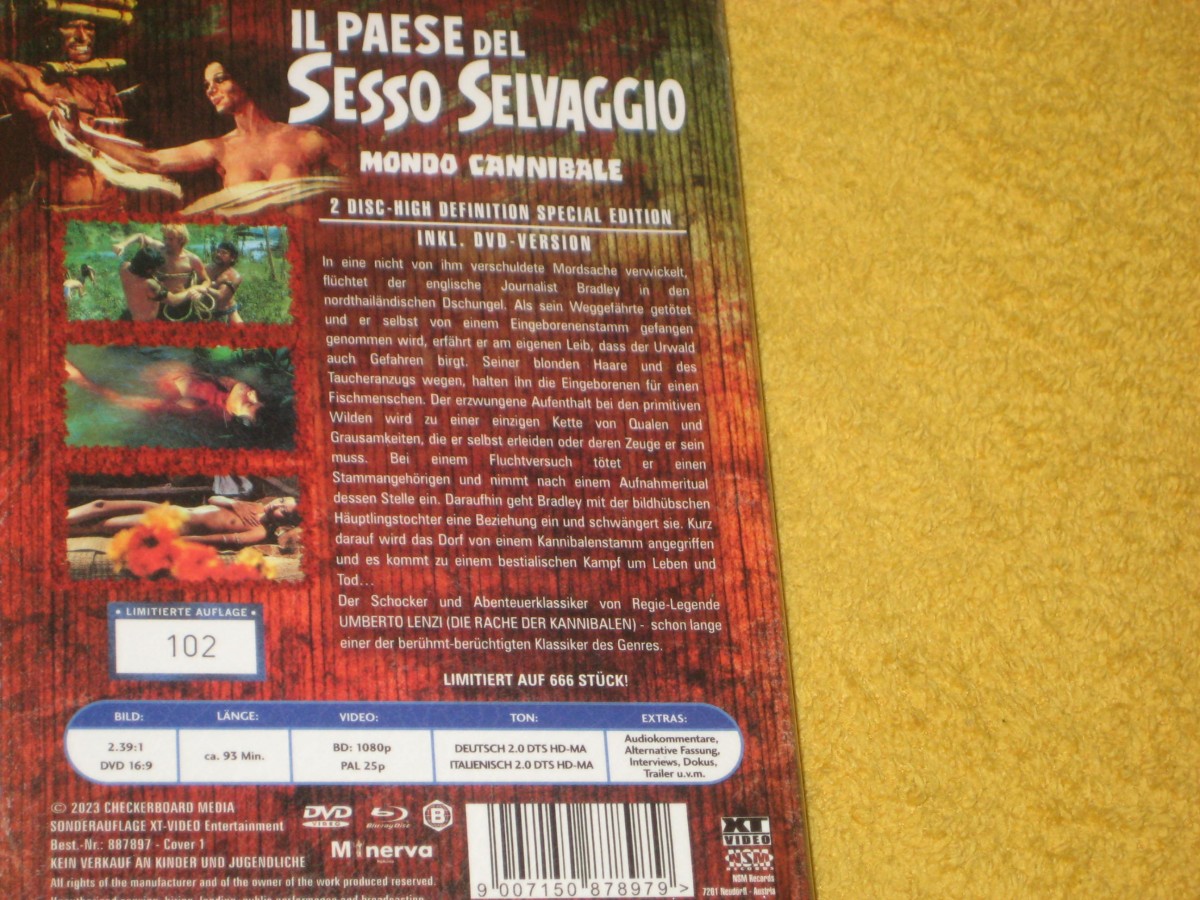 IL PAESE DEL
SESSO SELVAGGIO
MONDO CANNIBALE
2 DISC-HIGH DEFINITION SPECIAL EDITION
INKL. DVD-VERSION
In eine nicht von ihm verschuldete Mordsache verwickelt,
flüchtet der englische Journalist Bradley in den
nordthailändischen Dschungel. Als sein Weggefährte getötet
und er selbst von einem Eingeborenenstamm gefangen
genommen wird, erfährt er am eigenen Leib, dass der Urwald
auch Gefahren birgt. Seiner blonden Haare und des
Taucheranzugs wegen, halten ihn die Eingeborenen für einen
Fischmenschen. Der erzwungene Aufenthalt bei den primitiven
Wilden wird zu einer einzigen Kette von Qualen und
Grausamkeiten, die er selbst erleiden oder deren Zeuge er sein
muss. Bei einem Fluchtversuch tötet er einen
Stammangehörigen und nimmt nach einem Aufnahmeritual
dessen Stelle ein. Daraufhin geht Bradley mit der bildhübschen
Häuptlingstochter eine Beziehung ein und schwängert sie. Kurz
darauf wird das Dorf von einem Kannibalenstamm angegriffen
und es kommt zu einem bestialischen Kampf um Leben und
Tod...
Der Schocker und Abenteuerklassiker von Regie-Legende
UMBERTO LENZI (DIE RACHE DER KANNIBALEN) - schon lange
einer der berühmt-berüchtigten Klassiker des Genres.
LIMITIERT AUF 666 STÜCK!
• LIMITIERTE AUFLAGE •
102
BILD: LÄNGE: VIDEO: TON: EXTRAS:
2.39:1
DVD 16:9
ca. 93 Min.
BD: 1080p
PAL 25p
DEUTSCH 2.0 DTS HD-MA
ITALIENISCH 2.0 DTS HD-MA
Audiokommentare,
Alternative Fassung,
Interviews, Dokus,
Trailer u.v.m.
© 2023 CHECKERBOARD MEDIA
SONDERAUFLAGE XT-VIDEO Entertainment
Best.-Nr.: 887897 - Cover 1
KEIN VERKAUF AN KINDER UND JUGENDLICHE
All rights of the manufacturer and of the owner of the work produced reserved.
DVD
VIDEO
Blu-ray Disc
B
Minerva
9 007150 878979 >
XT
VIDEO
NSM
NSM Records
7201 Neudörfl - Austria